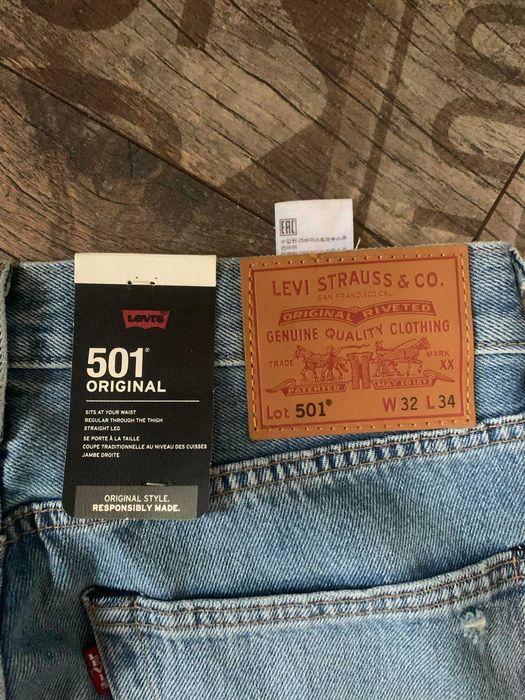 EAC
LEVI'S
501®
ORIGINAL
SITS AT YOUR WAIST
REGULAR THROUGH THE THIGH
STRAIGHT LEG
SE PORTE À LA TAILLE
COUPE TRADITIONNELLE AU NIVEAU DES CUISSES
JAMBE DROITE
ORIGINAL STYLE.
RESPONSIBLY MADE.
LEVI STRAUSS & CO.
SAN FRANCISCO, CAL.
ORIGINAL RIVETED
GENUINE QUALITY CLOTHING
TRADE MARK
XX
PATENTED MAY 20 1873
Lot 501® W 32 L 34
LEVI'S